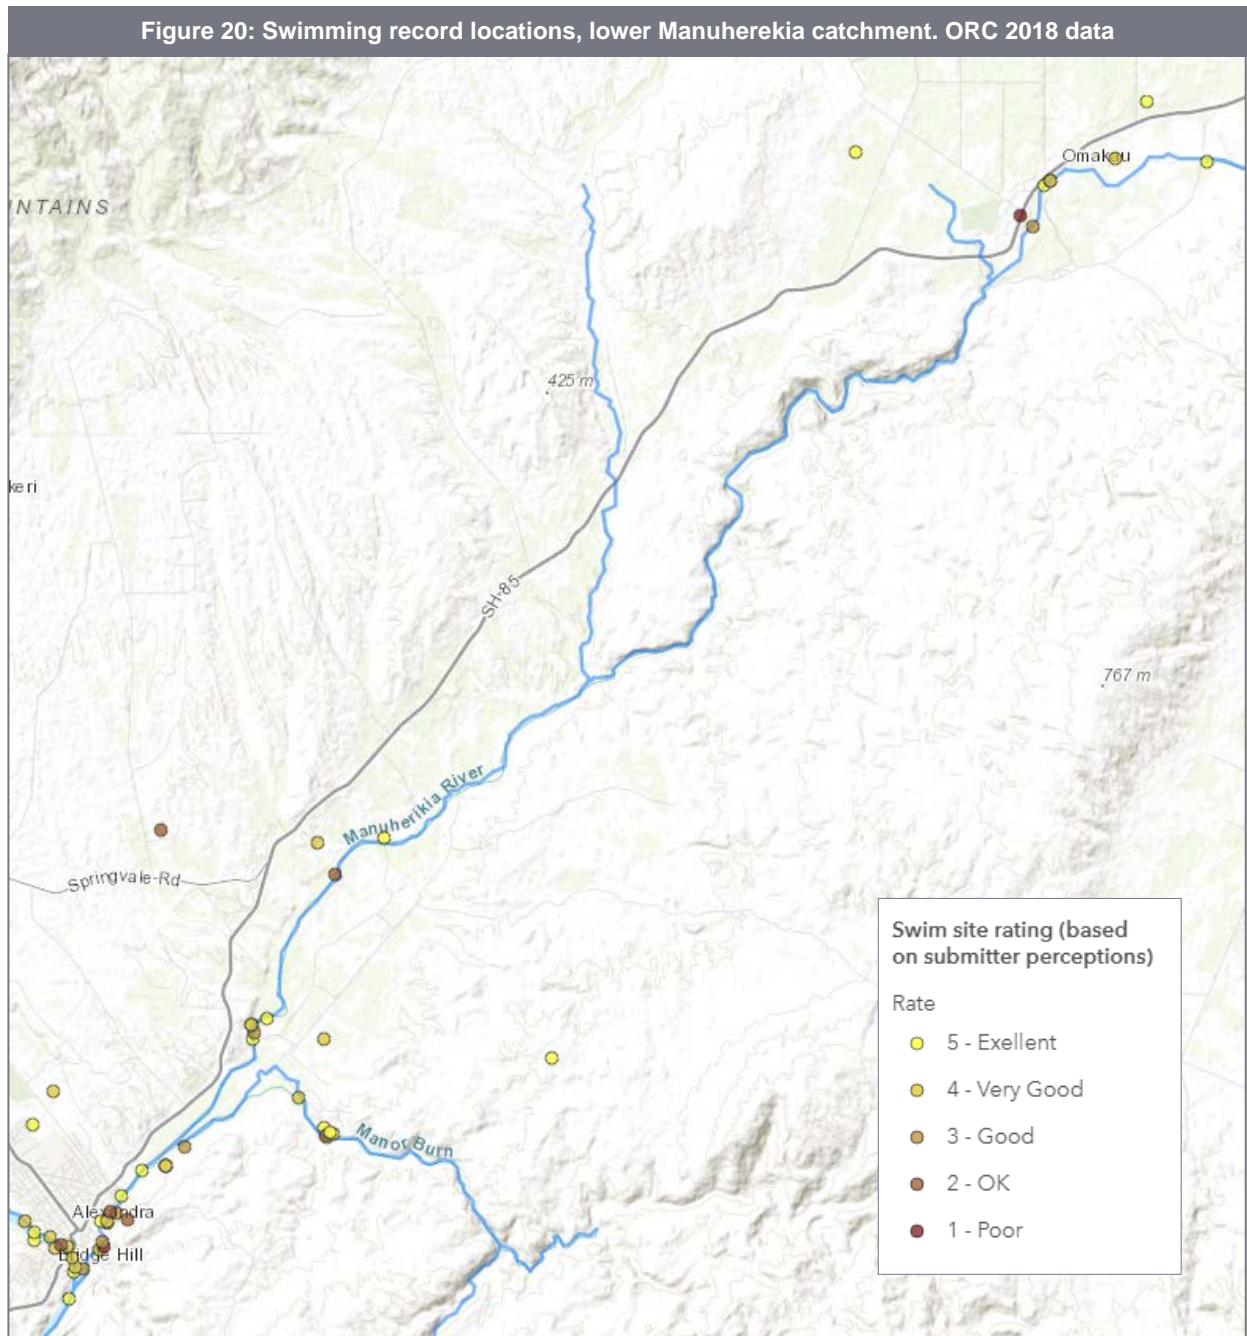 Figure 20: Swimming record locations, lower Manuherekia catchment. ORC 2018 data
Omakau
NTAINS
425 m
keri
SH-85
767 m
Manuherikia River
Springvale-Rd
Swim site rating (based
on submitter perceptions)
Rate
5 - Exellent
4 - Very Good
3 - Good
2 - OK
1 - Poor
Manor Burn
Alexandra
Bridge Hill